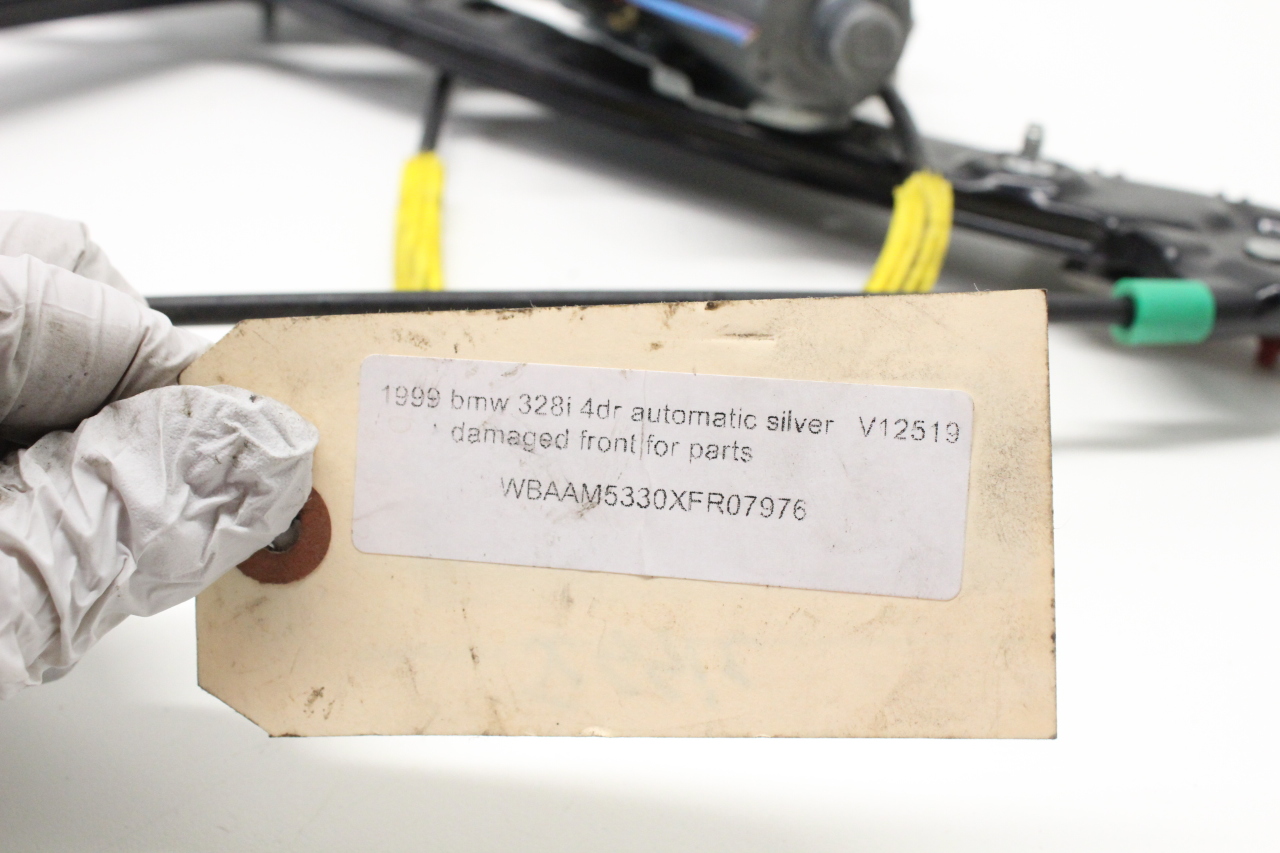 1999 bmw 328i 4dr automatic silver V12519
damaged front for parts
WBAAM5330XFR07976